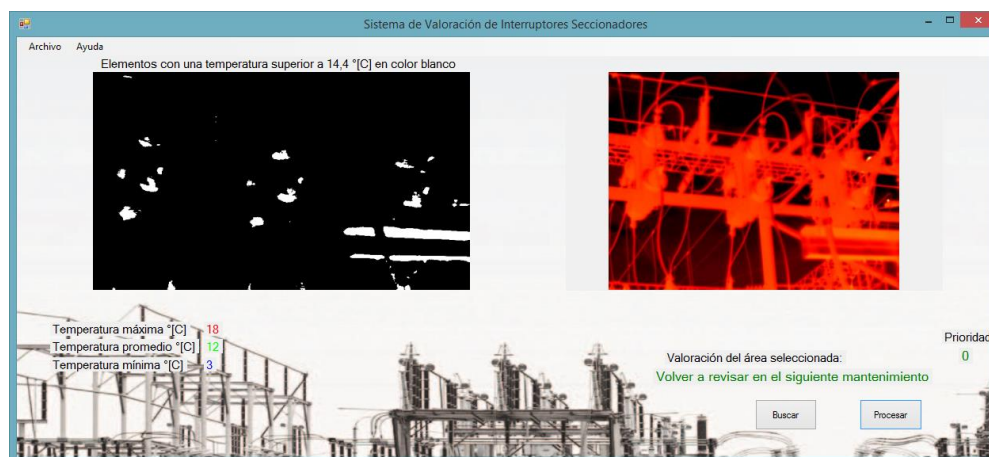 Sistema de Valoración de Interruptores Seccionadores
Archivo Ayuda
Elementos con una temperatura superior a 14,4 °[C] en color blanco
Temperatura máxima °[C] 18
Temperatura promedio °[C] 12
Temperatura mínima °[C] 3
Prioridad
Valoración del área seleccionada: 0
Volver a revisar en el siguiente mantenimiento
Buscar Procesar